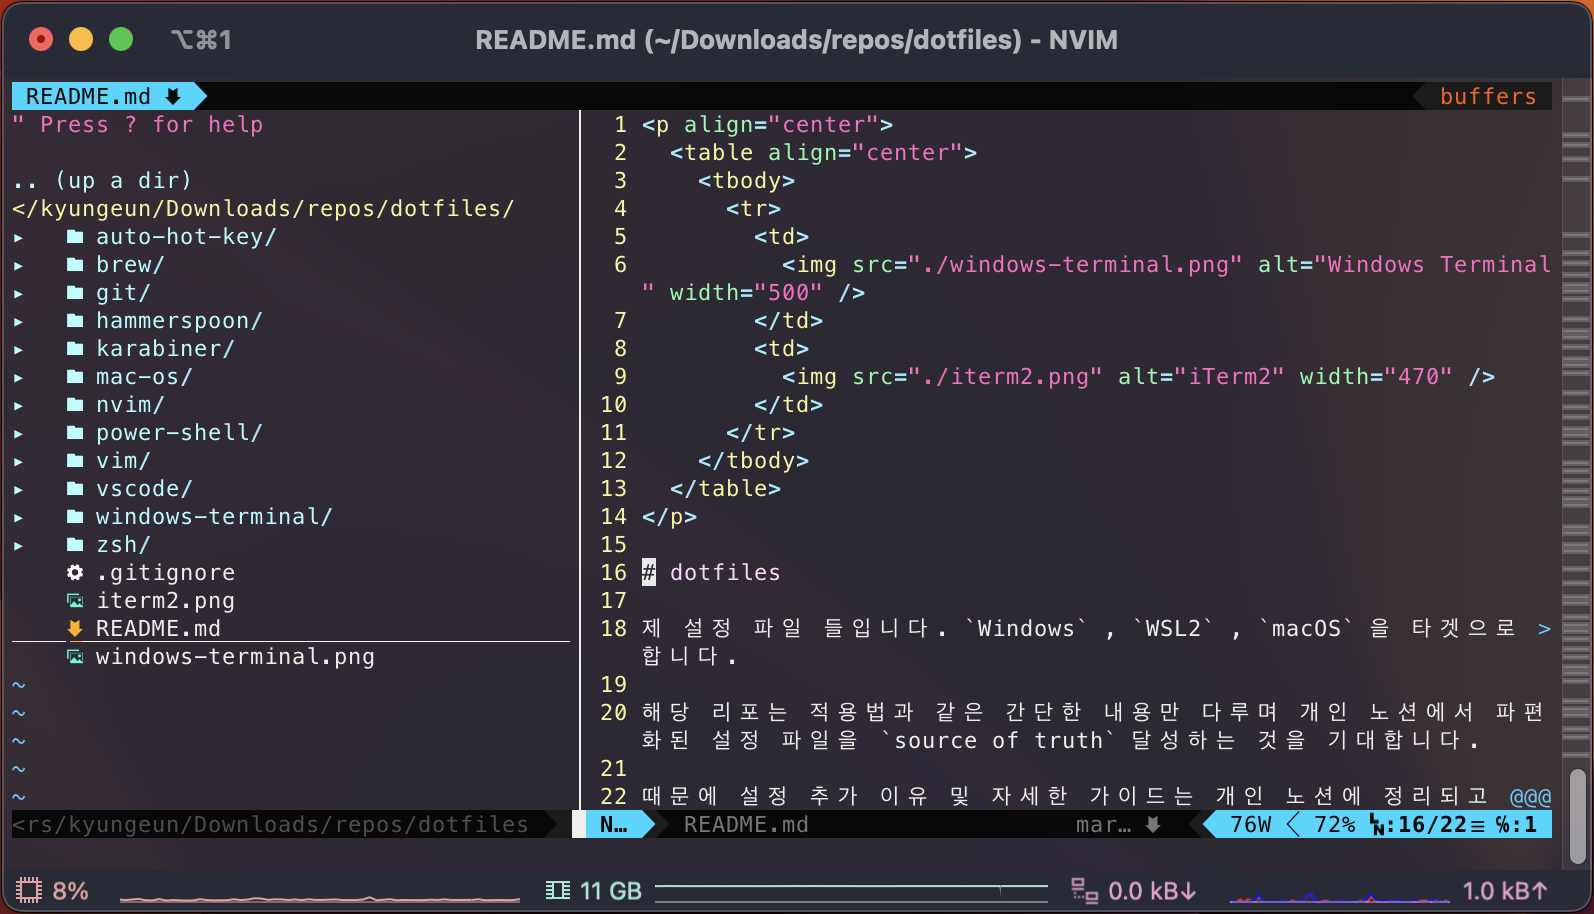 ⌥⌘1
README.md (~/Downloads/repos/dotfiles) - NVIM
README.md
buffers
" Press ? for help
.. (up a dir)
</kyungeun/Downloads/repos/dotfiles/
▸ auto-hot-key/
▸ brew/
▸ git/
▸ hammerspoon/
▸ karabiner/
▸ mac-os/
▸ nvim/
▸ power-shell/
▸ vim/
▸ vscode/
▸ windows-terminal/
▸ zsh/
.gitignore
iterm2.png
README.md
windows-terminal.png
~
~
~
~
~
<rs/kyungeun/Downloads/repos/dotfiles
1 <p align="center">
2   <table align="center">
3     <tbody>
4       <tr>
5         <td>
6           <img src="./windows-terminal.png" alt="Windows Terminal
" width="500" />
7         </td>
8         <td>
9           <img src="./iterm2.png" alt="iTerm2" width="470" />
10         </td>
11       </tr>
12     </tbody>
13   </table>
14 </p>
15
16 # dotfiles
17
18 제 설정 파일 들입니다. `Windows` , `WSL2` , `macOS` 을 타겟으로 >
합니다.
19
20 해당 리포는 적용법과 같은 간단한 내용만 다루며 개인 노션에서 파편
화된 설정 파일을 `source of truth` 달성하는 것을 기대합니다.
21
22 때문에 설정 추가 이유 및 자세한 가이드는 개인 노션에 정리되고 @@@
N… README.md mar… 76W 72% LN:16/22≡ ℅:1
8%
11 GB
0.0 kB↓
1.0 kB↑